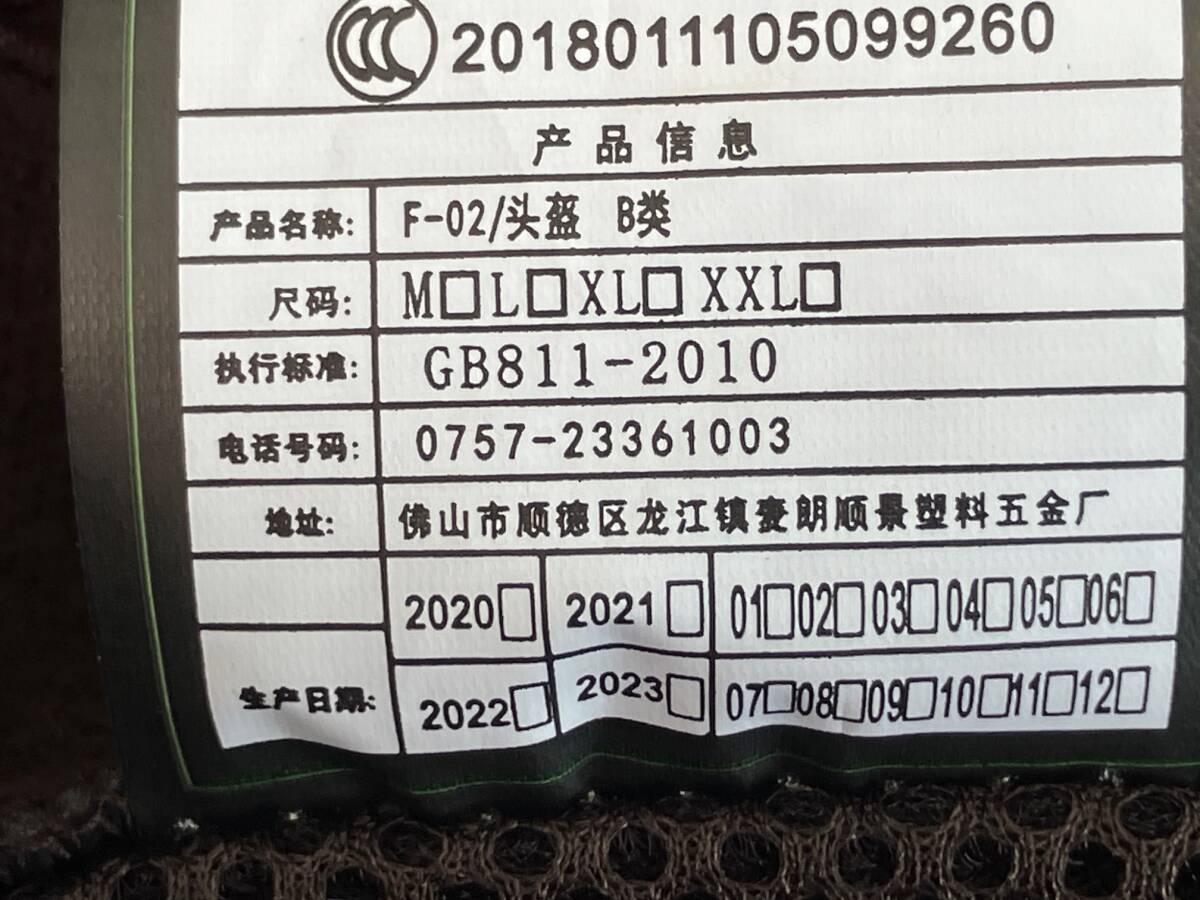 CCC 2018011105099260
产品信息
产品名称: F-02/头盔 B类
尺码: M□ L□ XL□ XXL□
执行标准: GB811-2010
电话号码: 0757-23361003
地址: 佛山市顺德区龙江镇麦朗顺景塑料五金厂
2020□ 2021□ 01□02□03□04□05□06□
生产日期: 2022□ 2023□ 07□08□09□10□11□12□